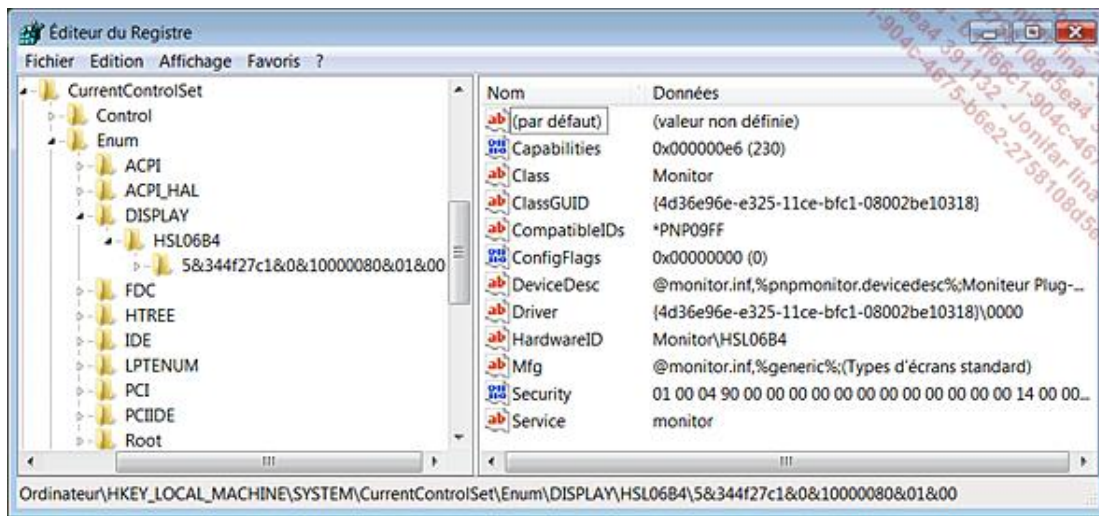 Éditeur du Registre
Fichier Edition Affichage Favoris ?
CurrentControlSet
Control
Enum
ACPI
ACPI_HAL
DISPLAY
HSL06B4
5&344f27c1&0&10000080&01&00
FDC
HTREE
IDE
LPTENUM
PCI
PCIIDE
Root
Nom Données
(par défaut) (valeur non définie)
Capabilities 0x000000e6 (230)
Class Monitor
ClassGUID {4d36e96e-e325-11ce-bfc1-08002be10318}
CompatibleIDs *PNP09FF
ConfigFlags 0x00000000 (0)
DeviceDesc @monitor.inf,%pnpmonitor.devicedesc%;Moniteur Plug-...
Driver {4d36e96e-e325-11ce-bfc1-08002be10318}\0000
HardwareID Monitor\HSL06B4
Mfg @monitor.inf,%generic%;(Types d'écrans standard)
Security 01 00 04 90 00 00 00 00 00 00 00 00 00 00 00 00 14 00 00...
Service monitor
Ordinateur\HKEY_LOCAL_MACHINE\SYSTEM\CurrentControlSet\Enum\DISPLAY\HSL06B4\5&344f27c1&0&10000080&01&00